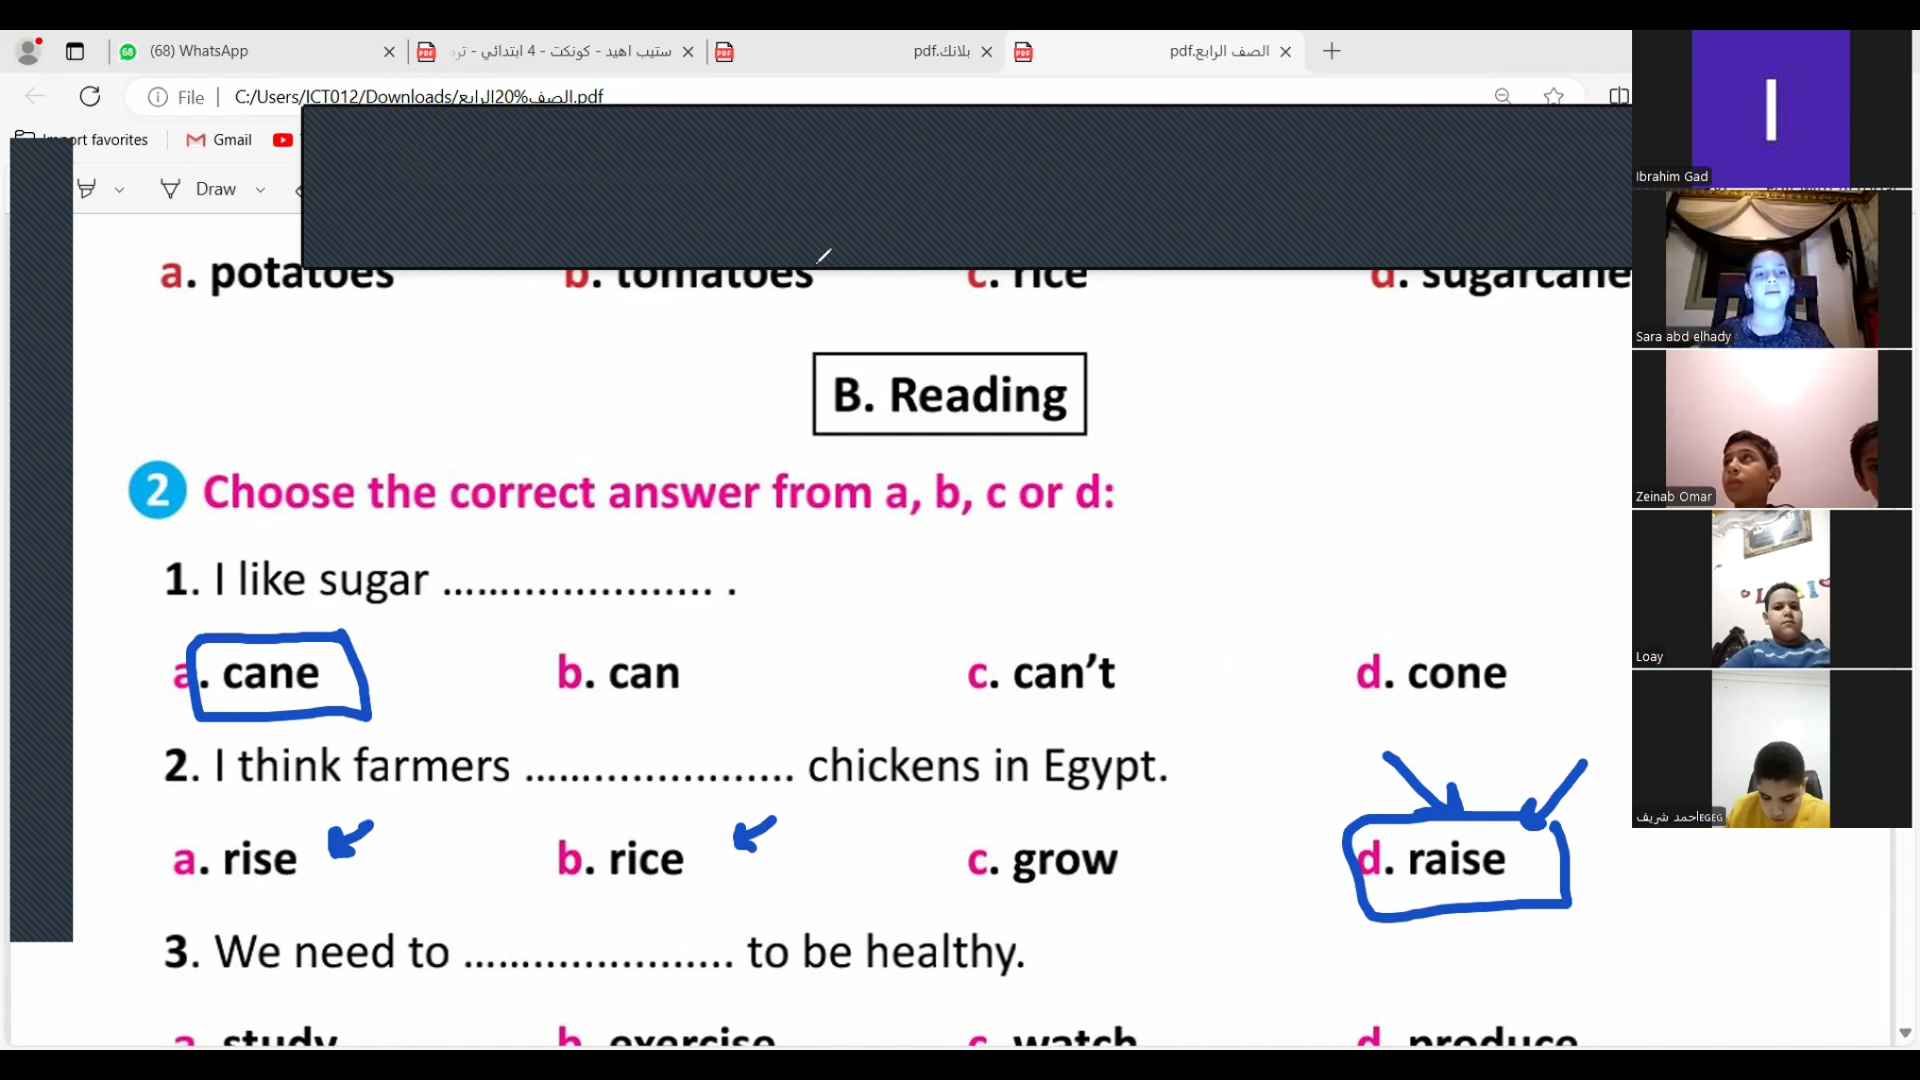 (68) WhatsApp
ستيب اهيد - كونكت - 4 ابتدائي - تر
بلانك.pdf
الصف الرابع.pdf
File
C:/Users/ICT012/Downloads/الصف%20الرابع.pdf
Import favorites
Gmail
Draw
a. potatoes b. tomatoes c. rice d. sugarcane
B. Reading
2 Choose the correct answer from a, b, c or d:
1. I like sugar ..................... .
a. cane b. can c. can't d. cone
2. I think farmers ..................... chickens in Egypt.
a. rise b. rice c. grow d. raise
3. We need to ..................... to be healthy.
a. study b. exercise c. watch d. produce
I
Ibrahim Gad
Sara abd elhady
Zeinab Omar
Loay
احمد شريفEGEG